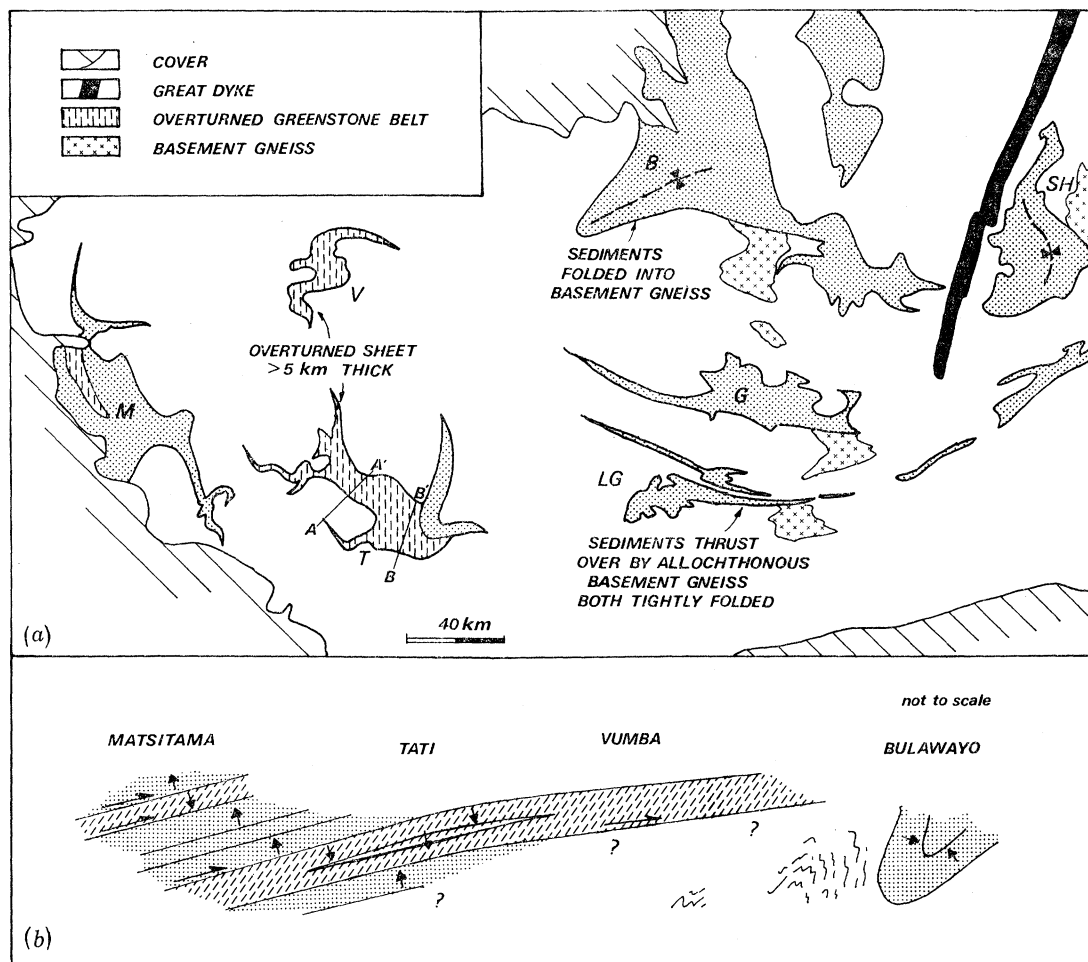 COVER
GREAT DYKE
OVERTURNED GREENSTONE BELT
BASEMENT GNEISS
B
SH
SEDIMENTS
FOLDED INTO
BASEMENT GNEISS
V
OVERTURNED SHEET
>5 km THICK
M
G
A'
B'
LG
A
T
B
SEDIMENTS THRUST
OVER BY ALLOCHTHONOUS
BASEMENT GNEISS
BOTH TIGHTLY FOLDED
(a)
40 km
not to scale
MATSITAMA
TATI
VUMBA
BULAWAYO
?
?
?
(b)